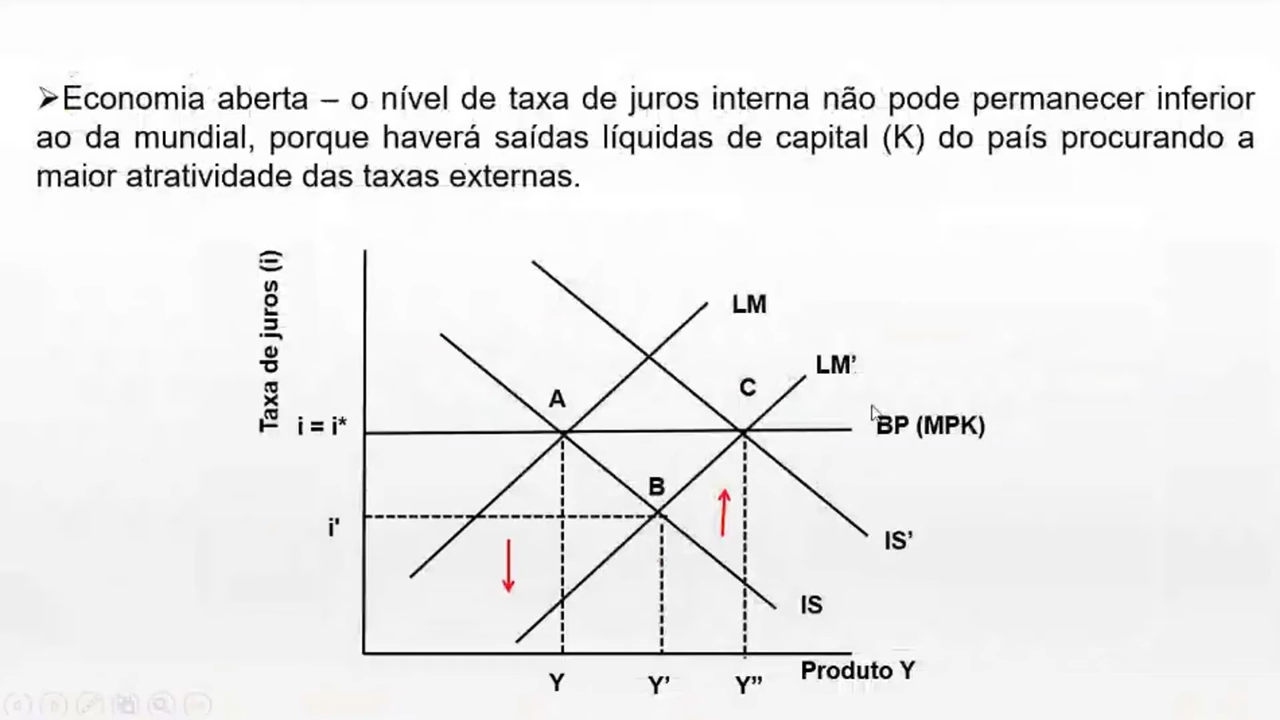 ➢Economia aberta – o nível de taxa de juros interna não pode permanecer inferior
ao da mundial, porque haverá saídas líquidas de capital (K) do país procurando a
maior atratividade das taxas externas.
Taxa de juros (i)
LM
LM’
A
C
i = i*
BP (MPK)
B
i'
IS’
IS
Produto Y
Y
Y’
Y”